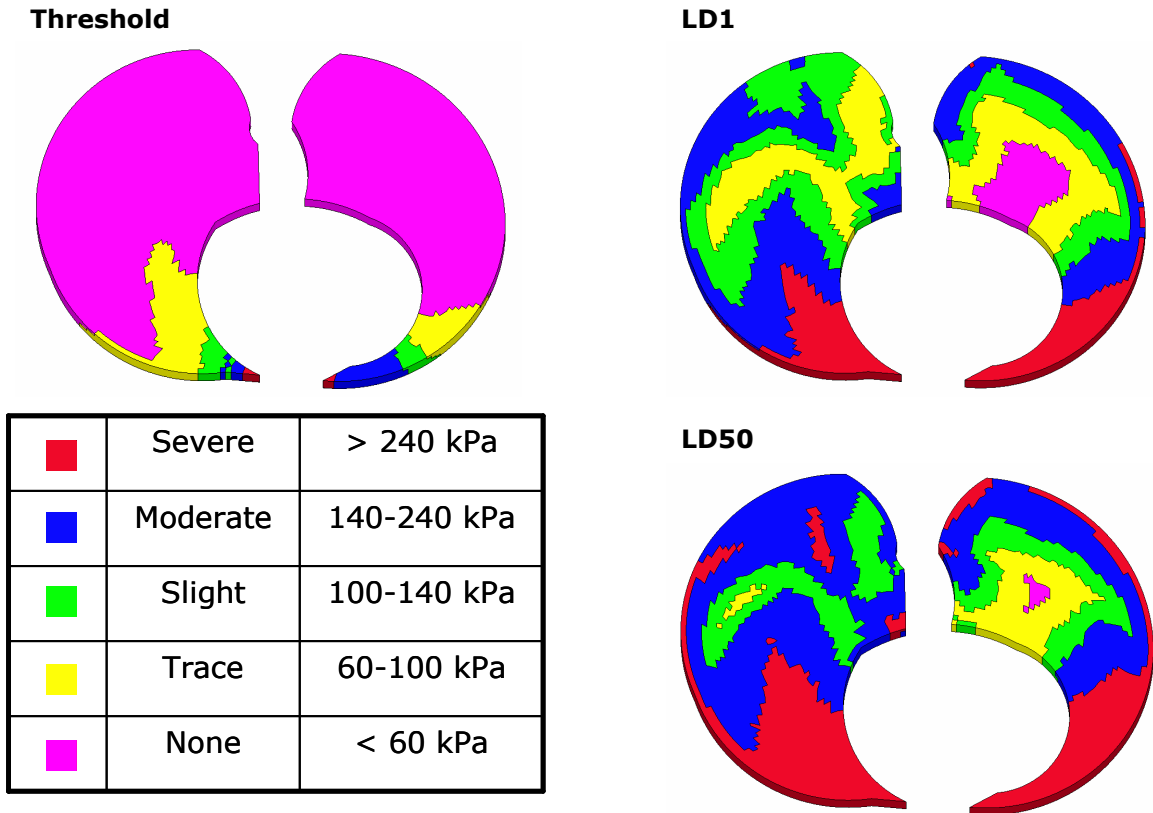 Threshold
LD1
Severe > 240 kPa
Moderate 140-240 kPa
Slight 100-140 kPa
Trace 60-100 kPa
None < 60 kPa
LD50